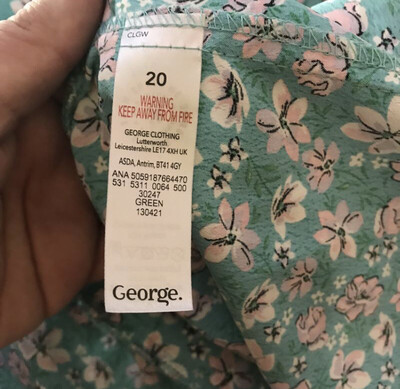 CLGW
20
WARNING
KEEP AWAY FROM FIRE
GEORGE CLOTHING
Lutterworth
Leicestershire LE17 4XH UK
ASDA, Antrim, BT41 4GY
ANA 5059187664470
531 5311 0064 500
30247
GREEN
130421
George.